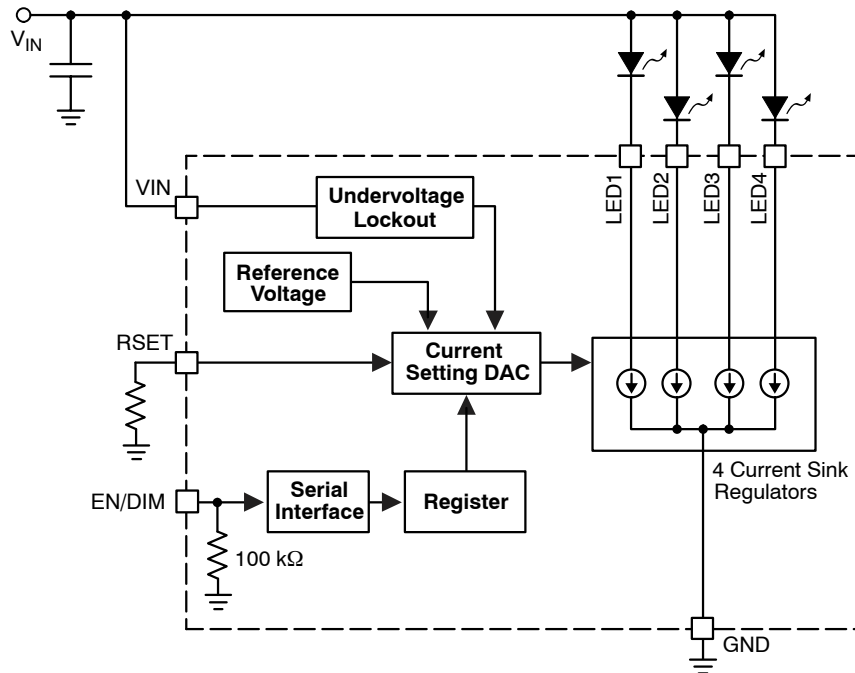 VIN
VIN
Undervoltage
Lockout
LED1
LED2
LED3
LED4
Reference
Voltage
RSET
Current
Setting DAC
4 Current Sink
Regulators
EN/DIM
Serial
Interface
Register
100 kΩ
GND